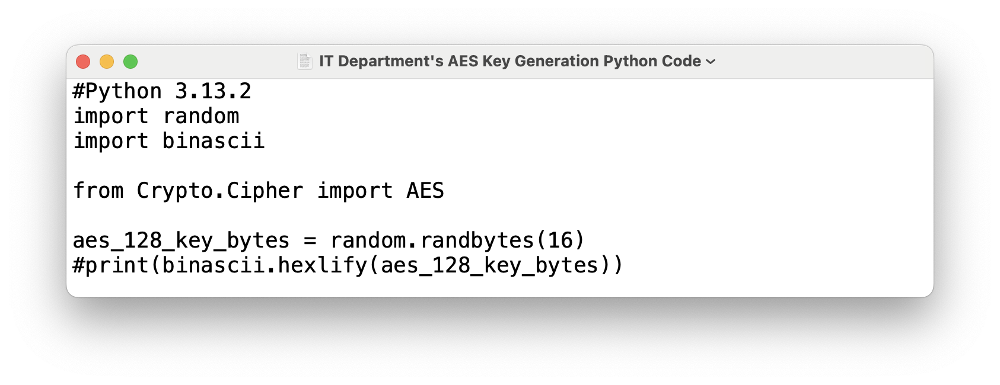 IT Department's AES Key Generation Python Code
#Python 3.13.2
import random
import binascii
from Crypto.Cipher import AES
aes_128_key_bytes = random.randbytes(16)
#print(binascii.hexlify(aes_128_key_bytes))